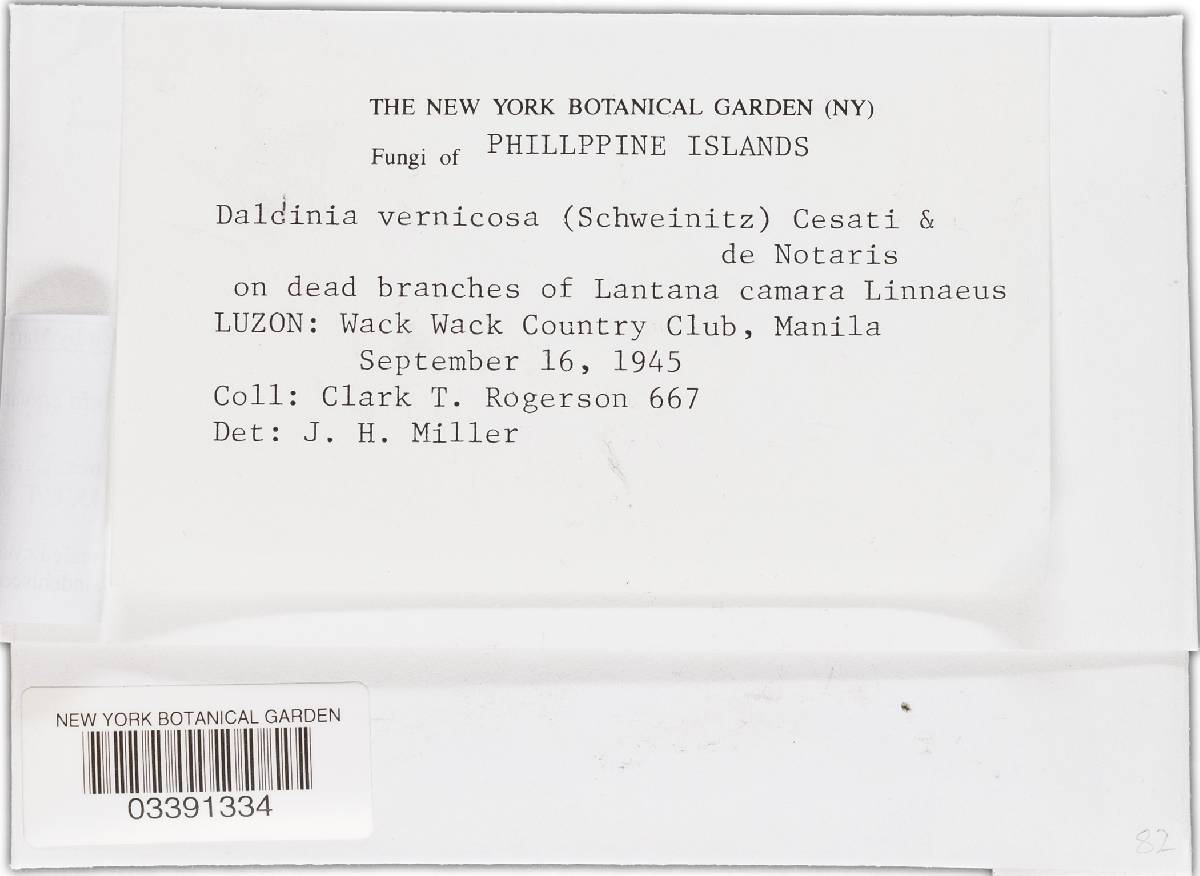 THE NEW YORK BOTANICAL GARDEN (NY)
Fungi of PHILLPPINE ISLANDS
Daldinia vernicosa (Schweinitz) Cesati &
de Notaris
on dead branches of Lantana camara Linnaeus
LUZON: Wack Wack Country Club, Manila
September 16, 1945
Coll: Clark T. Rogerson 667
Det: J. H. Miller
NEW YORK BOTANICAL GARDEN
03391334
82